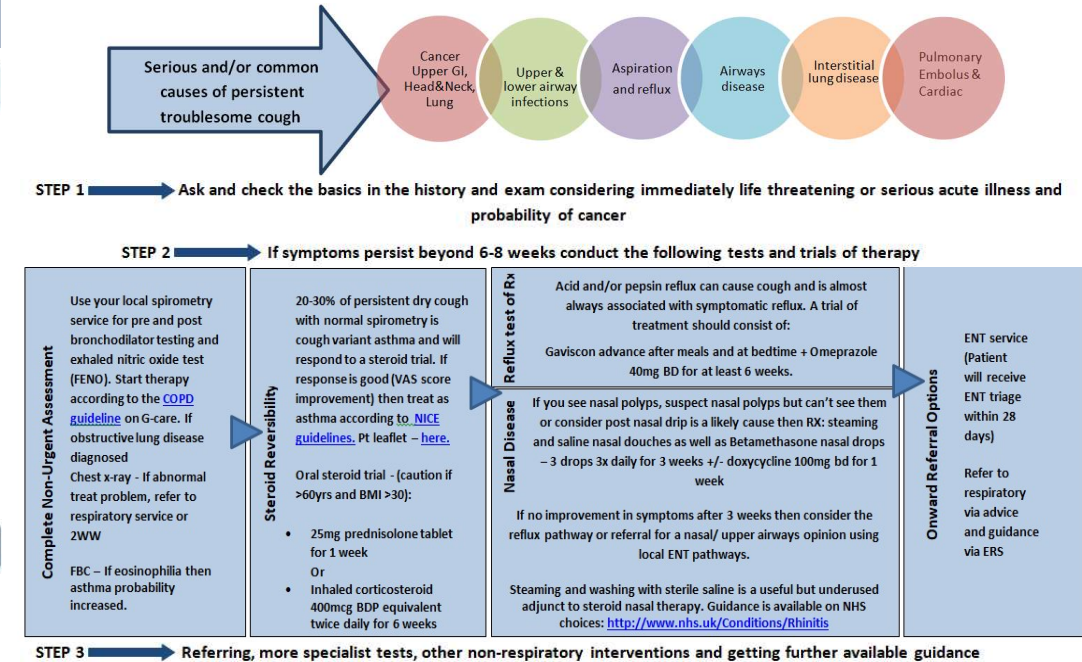 Serious and/or common
causes of persistent
troublesome cough
Cancer
Upper GI,
Head&Neck,
Lung
Upper &
lower airway
infections
Aspiration
and reflux
Airways
disease
Interstitial
lung disease
Pulmonary
Embolus &
Cardiac
STEP 1 Ask and check the basics in the history and exam considering immediately life threatening or serious acute illness and
probability of cancer
STEP 2 If symptoms persist beyond 6-8 weeks conduct the following tests and trials of therapy
Complete Non-Urgent Assessment
Use your local spirometry
service for pre and post
bronchodilator testing and
exhaled nitric oxide test
(FENO). Start therapy
according to the COPD
guideline on G-care. If
obstructive lung disease
diagnosed
Chest x-ray - If abnormal
treat problem, refer to
respiratory service or
2WW
FBC – If eosinophilia then
asthma probability
increased.
Steroid Reversibility
20-30% of persistent dry cough
with normal spirometry is
cough variant asthma and will
respond to a steroid trial. If
response is good (VAS score
improvement) then treat as
asthma according to NICE
guidelines. Pt leaflet – here.
Oral steroid trial - (caution if
>60yrs and BMI >30):
• 25mg prednisolone tablet
for 1 week
Or
• Inhaled corticosteroid
400mcg BDP equivalent
twice daily for 6 weeks
Reflux test of Rx
Acid and/or pepsin reflux can cause cough and is almost
always associated with symptomatic reflux. A trial of
treatment should consist of:
Gaviscon advance after meals and at bedtime + Omeprazole
40mg BD for at least 6 weeks.
Nasal Disease
If you see nasal polyps, suspect nasal polyps but can't see them
or consider post nasal drip is a likely cause then RX: steaming
and saline nasal douches as well as Betamethasone nasal drops
– 3 drops 3x daily for 3 weeks +/- doxycycline 100mg bd for 1
week
If no improvement in symptoms after 3 weeks then consider the
reflux pathway or referral for a nasal/ upper airways opinion using
local ENT pathways.
Steaming and washing with sterile saline is a useful but underused
adjunct to steroid nasal therapy. Guidance is available on NHS
choices: http://www.nhs.uk/Conditions/Rhinitis
Onward Referral Options
ENT service
(Patient
will receive
ENT triage
within 28
days)
Refer to
respiratory
via advice
and guidance
via ERS
STEP 3 Referring, more specialist tests, other non-respiratory interventions and getting further available guidance